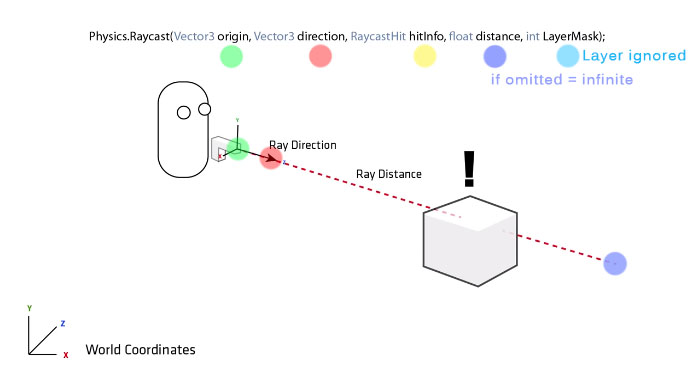 Physics.Raycast(Vector3 origin, Vector3 direction, RaycastHit hitInfo, float distance, int LayerMask);
Layer ignored
if omitted = infinite
Y
X
Z
Ray Direction
Ray Distance
!
Y
Z
X
World Coordinates